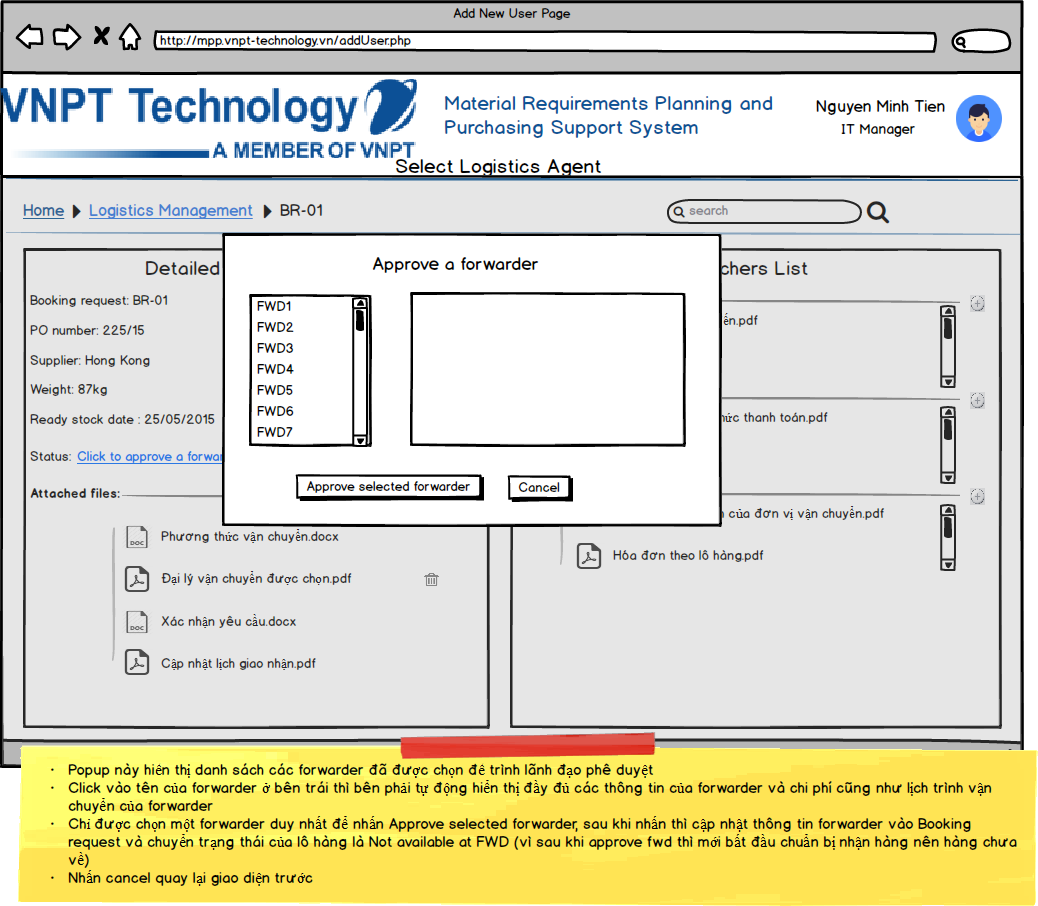 Add New User Page
http://mpp.vnpt-technology.vn/addUser.php
VNPT Technology
A MEMBER OF VNPT
Material Requirements Planning and
Purchasing Support System
Nguyen Minh Tien
IT Manager
Select Logistics Agent
Home
Logistics Management
BR-01
search
Detailed
Booking request: BR-01
PO number: 225/15
Supplier: Hong Kong
Weight: 87kg
Ready stock date : 25/05/2015
Status: Click to approve a forwar
Attached files:
Phương thức vận chuyển.docx
Đại lý vận chuyển được chọn.pdf
Xác nhận yêu cầu.docx
Cập nhật lịch giao nhận.pdf
Approve a forwarder
FWD1
FWD2
FWD3
FWD4
FWD5
FWD6
FWD7
Approve selected forwarder
Cancel
chers List
ển.pdf
ức thanh toán.pdf
của đơn vị vận chuyển.pdf
Hóa đơn theo lô hàng.pdf
· Popup này hiên thị danh sách các forwarder đã được chọn đê trình lãnh đạo phê duyệt
· Click vào tên của forwarder ở bên trái thì bên phải tự động hiển thị đầy đủ các thông tin của forwarder và chi phí cũng như lịch trình vận
chuyển của forwarder
· Chỉ được chọn một forwarder duy nhất để nhấn Approve selected forwarder, sau khi nhấn thì cập nhật thông tin forwarder vào Booking
request và chuyển trạng thái của lô hàng là Not available at FWD (vì sau khi approve fwd thì mới bắt đầu chuẩn bị nhận hàng nên hàng chưa
về)
· Nhấn cancel quay lại giao diện trước